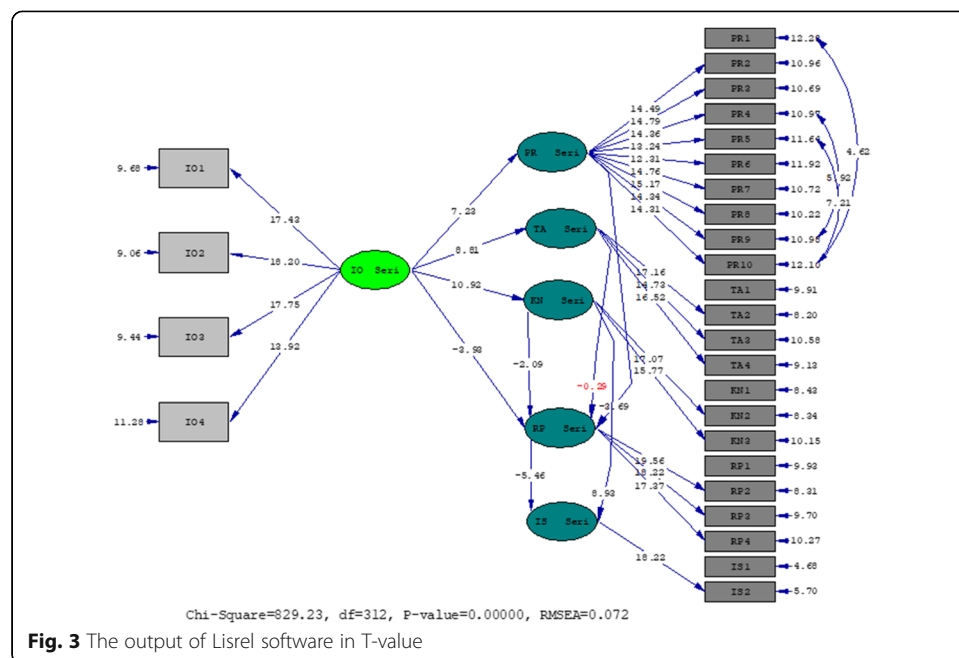 PR1 12.28
PR2 10.96
PR3 10.69
PR4 10.97
PR5 11.64
PR6 11.92
PR7 10.72
PR8 10.22
PR9 10.98
PR10 12.10
TA1 9.91
TA2 8.20
TA3 10.58
TA4 9.13
KN1 8.43
KN2 8.34
KN3 10.15
RP1 9.93
RP2 8.31
RP3 9.70
RP4 10.27
IS1 4.68
IS2 5.70
4.62
5.92
7.21
14.49
14.79
14.36
13.24
12.31
14.76
15.17
14.34
14.31
PR Seri
TA Seri
KN Seri
RP Seri
IS Seri
IO Seri
9.68 IO1
9.06 IO2
9.44 IO3
11.28 IO4
17.43
18.20
17.75
13.92
7.23
8.81
10.92
-3.93
-2.09
-0.29
-3.69
-5.46
8.93
17.16
14.73
16.52
17.07
15.77
19.56
18.22
17.37
18.22
Chi-Square=829.23, df=312, P-value=0.00000, RMSEA=0.072
Fig. 3 The output of Lisrel software in T-value